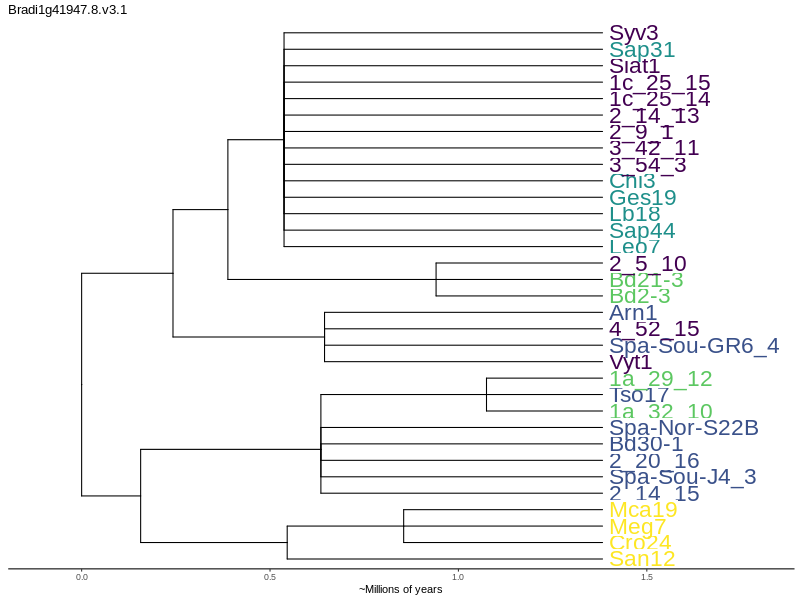 Bradi1g41947.8.v3.1
Syv3
Sap31
Siat1
1c_25_15
1c_25_14
2_14_13
2_9_1
3_42_11
3_54_3
Chi3
Ges19
Lb18
Sap44
Leo7
2_5_10
Bd21-3
Bd2-3
Arn1
4_52_15
Spa-Sou-GR6_4
Vyt1
1a_29_12
Tso17
1a_32_10
Spa-Nor-S22B
Bd30-1
2_20_16
Spa-Sou-J4_3
2_14_15
Mca19
Meg7
Cro24
San12
0.0 0.5 1.0 1.5
~Millions of years